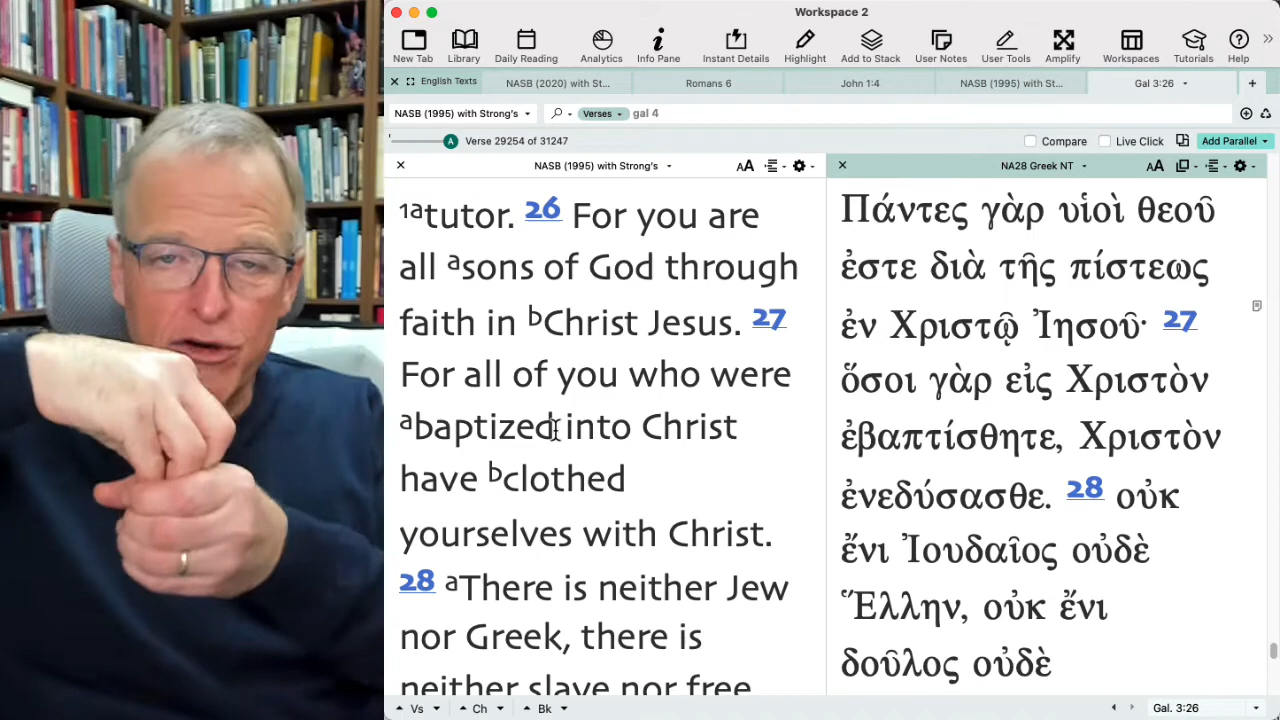 Workspace 2
New Tab
Library
Daily Reading
Analytics
Info Pane
Instant Details
Highlight
Add to Stack
User Notes
User Tools
Amplify
Workspaces
Tutorials
Help
English Texts
NASB (2020) with St...
Romans 6
John 1:4
NASB (1995) with St...
Gal 3:26
NASB (1995) with Strong's
Verses
gal 4
A Verse 29254 of 31247
Compare
Live Click
Add Parallel
NASB (1995) with Strong's
¹ᵃtutor. 26 For you are
all ᵃsons of God through
faith in ᵇChrist Jesus. 27
For all of you who were
ᵃbaptized into Christ
have ᵇclothed
yourselves with Christ.
28 ᵃThere is neither Jew
nor Greek, there is
neither slave nor free
NA28 Greek NT
Πάντες γὰρ υἱοὶ θεοῦ
ἐστε διὰ τῆς πίστεως
ἐν Χριστῷ Ἰησοῦ· 27
ὅσοι γὰρ εἰς Χριστὸν
ἐβαπτίσθητε, Χριστὸν
ἐνεδύσασθε. 28 οὐκ
ἔνι Ἰουδαῖος οὐδὲ
Ἕλλην, οὐκ ἔνι
δοῦλος οὐδὲ
Vs
Ch
Bk
Gal. 3:26